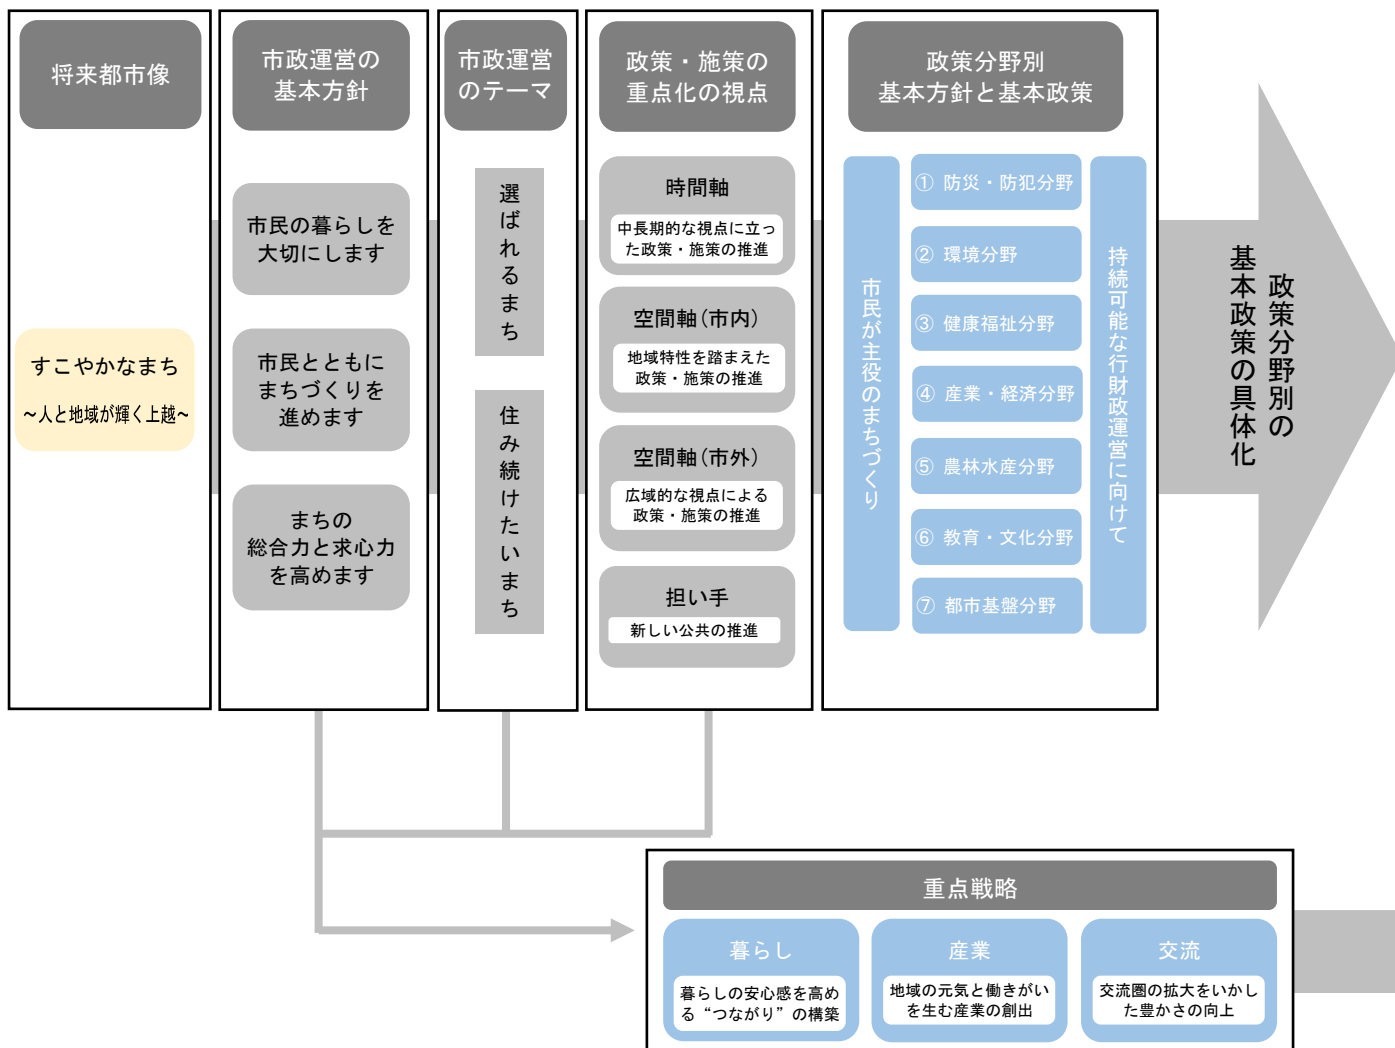 将来都市像
すこやかなまち
～人と地域が輝く上越～
市政運営の
基本方針
市民の暮らしを
大切にします
市民とともに
まちづくりを
進めます
まちの
総合力と求心力
を高めます
市政運営
のテーマ
選ばれるまち
住み続けたいまち
政策・施策の
重点化の視点
時間軸
中長期的な視点に立っ
た政策・施策の推進
空間軸（市内）
地域特性を踏まえた
政策・施策の推進
空間軸（市外）
広域的な視点による
政策・施策の推進
担い手
新しい公共の推進
政策分野別
基本方針と基本政策
市民が主役のまちづくり
① 防災・防犯分野
② 環境分野
③ 健康福祉分野
④ 産業・経済分野
⑤ 農林水産分野
⑥ 教育・文化分野
⑦ 都市基盤分野
持続可能な行財政運営に向けて
政策分野別の
基本政策の具体化
重点戦略
暮らし
暮らしの安心感を高め
る“つながり”の構築
産業
地域の元気と働きがい
を生む産業の創出
交流
交流圏の拡大をいかし
た豊かさの向上